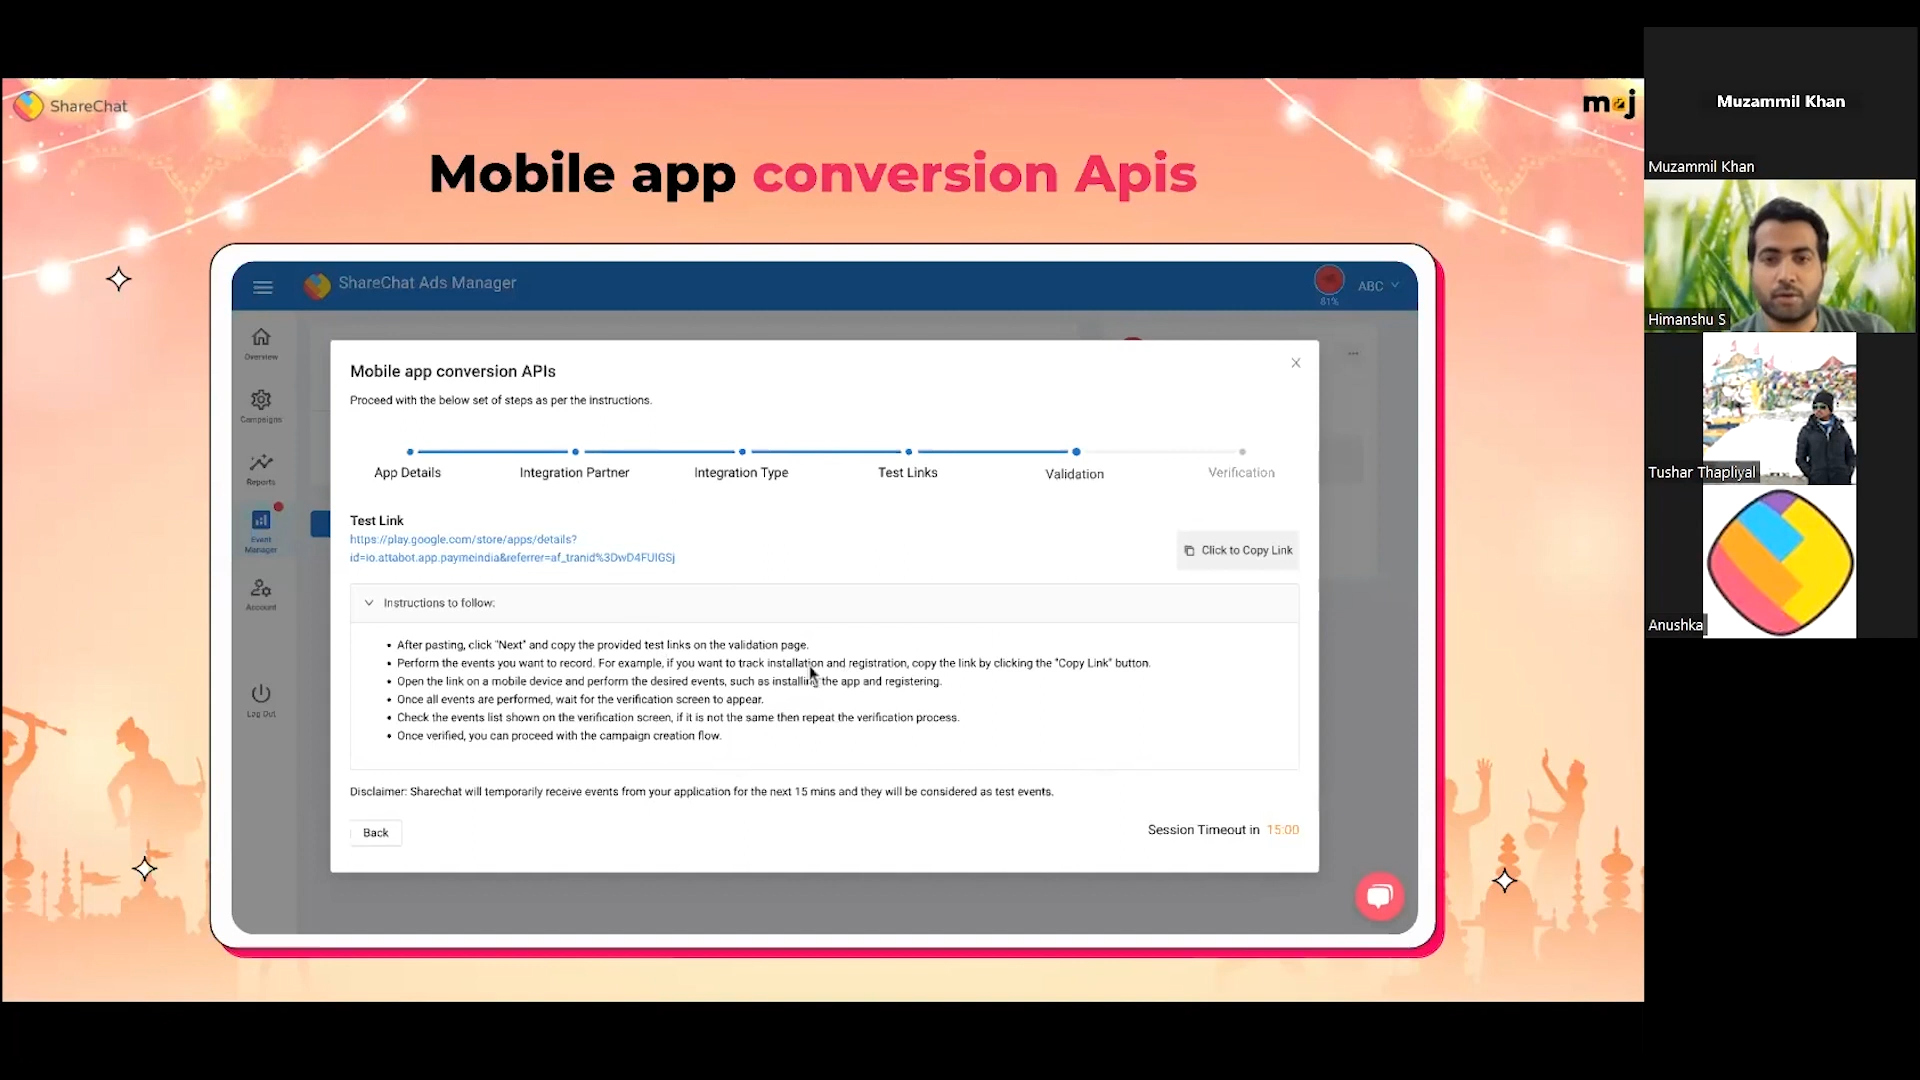 ShareChat
moj
Mobile app conversion Apis
ShareChat Ads Manager
81%
ABC
Overview
Campaigns
Reports
Event
Manager
Account
Log Out
Mobile app conversion APIs
Proceed with the below set of steps as per the instructions.
App Details
Integration Partner
Integration Type
Test Links
Validation
Verification
Test Link
https://play.google.com/store/apps/details?
id=io.attabot.app.paymeindia&referrer=af_tranid%3DwD4FUIGSj
Click to Copy Link
Instructions to follow:
• After pasting, click "Next" and copy the provided test links on the validation page.
• Perform the events you want to record. For example, if you want to track installation and registration, copy the link by clicking the "Copy Link" button.
• Open the link on a mobile device and perform the desired events, such as installing the app and registering.
• Once all events are performed, wait for the verification screen to appear.
• Check the events list shown on the verification screen, if it is not the same then repeat the verification process.
• Once verified, you can proceed with the campaign creation flow.
Disclaimer: Sharechat will temporarily receive events from your application for the next 15 mins and they will be considered as test events.
Back
Session Timeout in 15:00
Muzammil Khan
Muzammil Khan
Himanshu S
Tushar Thapliyal
Anushka